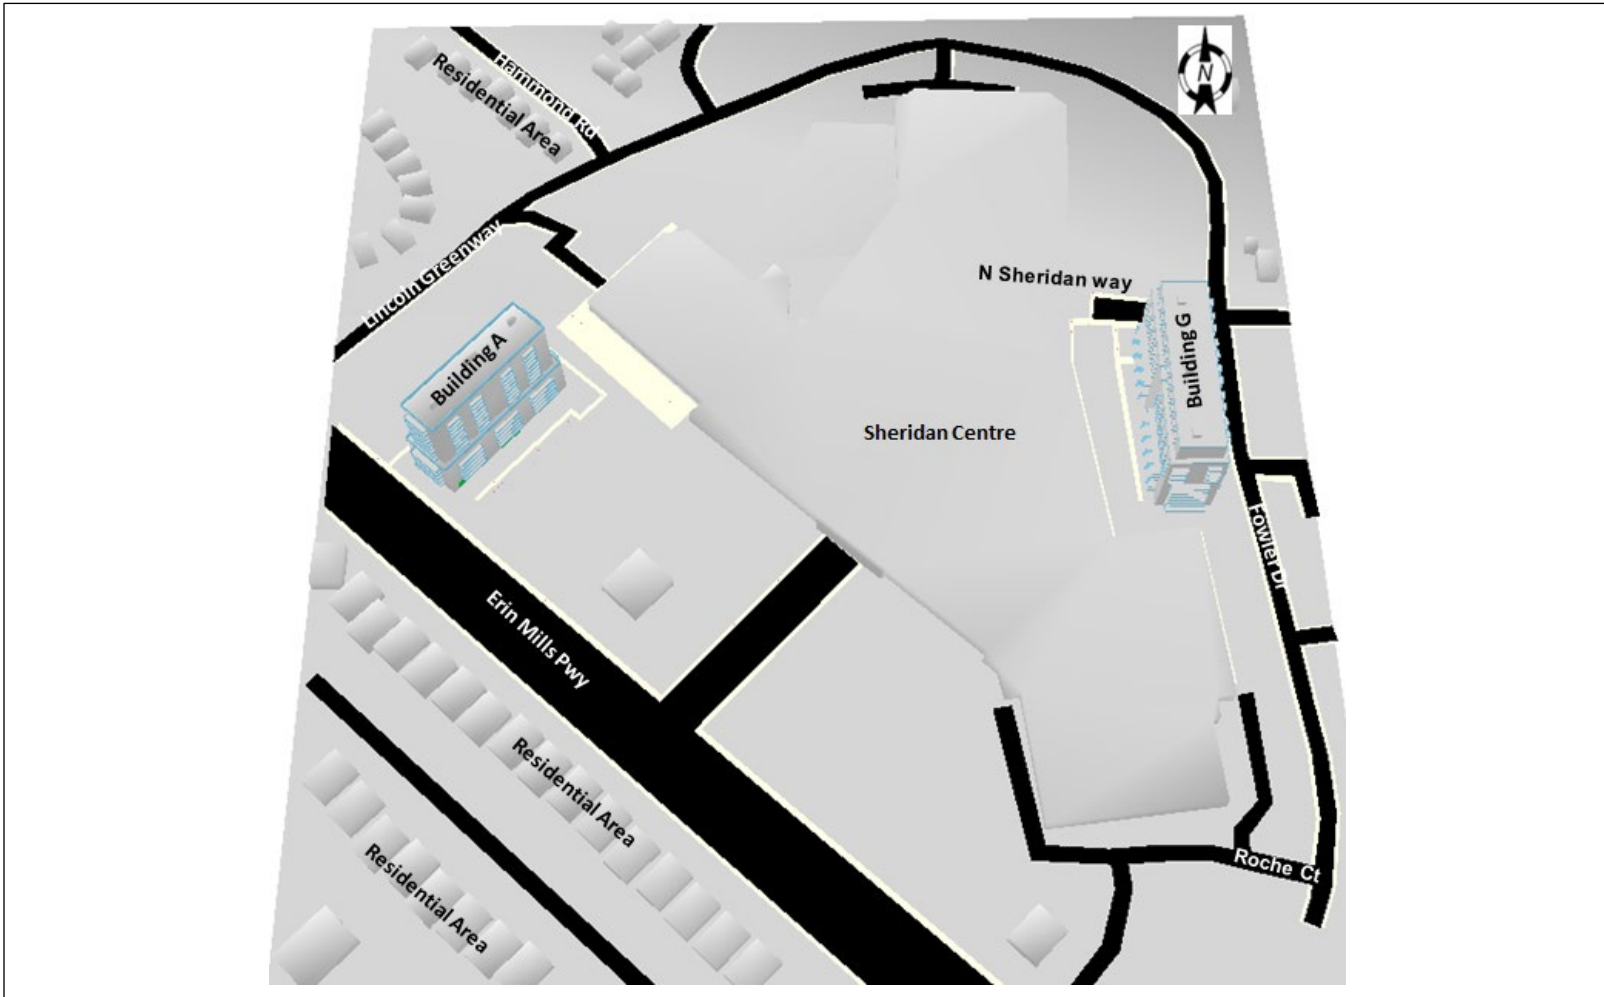 Hammond Rd
Residential Area
N
Lincoln Greenway
N Sheridan way
Building A
Building G
Sheridan Centre
Fowler Dr
Erin Mills Pwy
Residential Area
Residential Area
Roche Ct